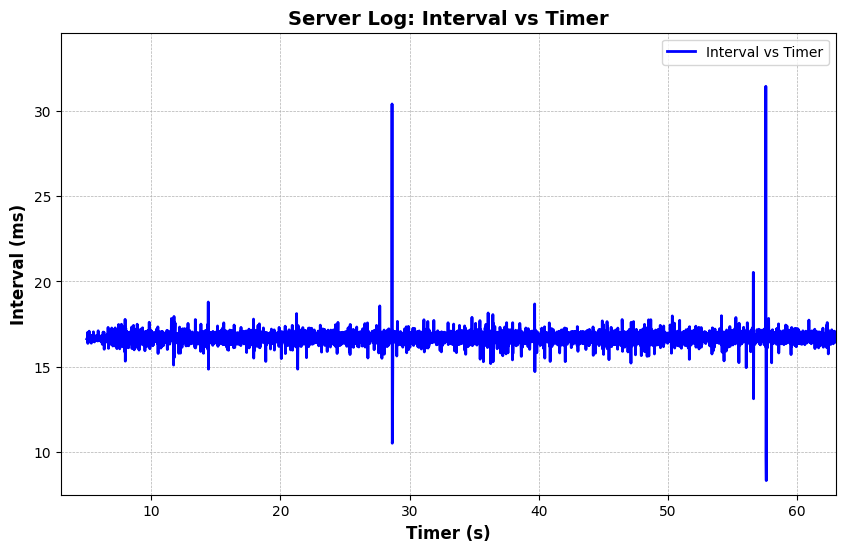 Server Log: Interval vs Timer
Interval vs Timer
Interval (ms)
30
25
20
15
10
10 20 30 40 50 60
Timer (s)